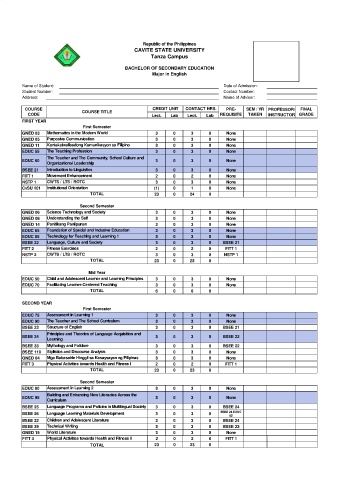 Republic of the Philippines
CAVITE STATE UNIVERSITY
Tanza Campus
BACHELOR OF SECONDARY EDUCATION
Major in English
Name of Student: Date of Admission:
Student Number: Contact Number:
Address: Name of Adviser:
COURSE CODE COURSE TITLE CREDIT UNIT CONTACT HRS. PRE-REQUISITE SEM / YR TAKEN PROFESSOR/ INSTRUCTOR FINAL GRADE
Lect. Lab Lect. Lab
FIRST YEAR
First Semester
GNED 02 Mathematics in the Modern World 3 0 3 0 None
GNED 05 Purposive Communication 3 0 3 0 None
GNED 11 Kontekstwalisadong Komunikasyon sa Filipino 3 0 3 0 None
EDUC 55 The Teaching Profession 3 0 3 0 None
EDUC 60 The Teacher and The Community, School Culture and Organizational Leadership 3 0 3 0 None
BSEE 21 Introduction to Linguistics 3 0 3 0 None
FITT 1 Movement Enhancement 2 0 2 0 None
NSTP 1 CWTS / LTS / ROTC 3 0 3 0 None
CvSU 101 Institutional Orientation (1) 0 1 0 None
TOTAL 23 0 24 0
Second Semester
GNED 06 Science Technology and Society 3 0 3 0 None
GNED 08 Understanding the Self 3 0 3 0 None
GNED 14 Panitikang Panlipunan 3 0 3 0 None
EDUC 65 Foundation of Special and Inclusive Education 3 0 3 0 None
EDUC 85 Technology for Teaching and Learning 1 3 0 3 0 None
BSEE 22 Language, Culture and Society 3 0 3 0 BSEE 21
FITT 2 Fitness Exercises 2 0 2 0 FITT 1
NSTP 2 CWTS / LTS / ROTC 3 0 3 0 NSTP 1
TOTAL 23 0 23 0
Mid Year
EDUC 50 Child and Adolescent Learner and Learning Principles 3 0 3 0 None
EDUC 70 Facilitating Learner-Centered Teaching 3 0 3 0 None
TOTAL 6 0 6 0
SECOND YEAR
First Semester
EDUC 75 Assessment in Learning 1 3 0 3 0 None
EDUC 90 The Teacher and The School Curriculum 3 0 3 0 None
BSEE 23 Structure of English 3 0 3 0 BSEE 21
BSEE 24 Principles and Theories of Language Acquisition and Learning 3 0 3 0 BSEE 22
BSEE 33 Mythology and Folklore 3 0 3 0 BSEE 22
BSEE 110 Stylistics and Discourse Analysis 3 0 3 0 None
GNED 04 Mga Babasahin Hinggil sa Kasaysayan ng Pilipinas 3 0 3 0 None
FITT 3 Physical Activities towards Health and Fitness I 2 0 2 0 FITT 1
TOTAL 23 0 23 0
Second Semester
EDUC 80 Assessment in Learning 2 3 0 3 0 None
EDUC 95 Building and Enhancing New Literacies Across the Curriculum 3 0 3 0 None
BSEE 25 Language Programs and Policies in Multilingual Society 3 0 3 0 BSEE 24
BSEE 26 Language Learning Materials Development 3 0 3 0
Children and Adolescent Literature 3 0 3 0 BSEE 24
Technical Writing 3 0 3 0 BSEE 23
GNED 15 World Literature 3 0 3 0 None
FITT 4 Physical Activities towards Health and Fitness II 2 0 2 0 FITT 1
TOTAL 23 0 23 0